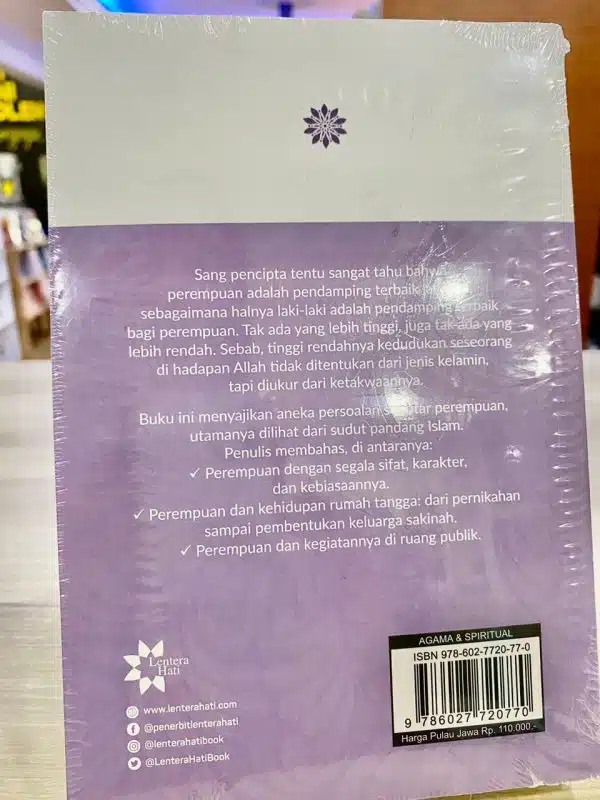 Sang pencipta tentu sangat tahu bahwa
perempuan adalah pendamping terbaik
sebagaimana halnya laki-laki adalah pendamping terbaik
bagi perempuan. Tak ada yang lebih tinggi, juga tak ada yang
lebih rendah. Sebab, tinggi rendahnya kedudukan seseorang
di hadapan Allah tidak ditentukan dari jenis kelamin,
tapi diukur dari ketakwaannya.
Buku ini menyajikan aneka persoalan seputar perempuan,
utamanya dilihat dari sudut pandang Islam.
Penulis membahas, di antaranya:
✓ Perempuan dengan segala sifat, karakter,
dan kebiasaannya.
✓ Perempuan dan kehidupan rumah tangga: dari pernikahan
sampai pembentukan keluarga sakinah.
✓ Perempuan dan kegiatannya di ruang publik.
Lentera
Hati
www.lenterahati.com
@penerbitlenterahati
@lenterahatibook
@LenteraHatiBook
AGAMA & SPIRITUAL
ISBN 978-602-7720-77-0
9 786027 720770
Harga Pulau Jawa Rp. 110.000.-